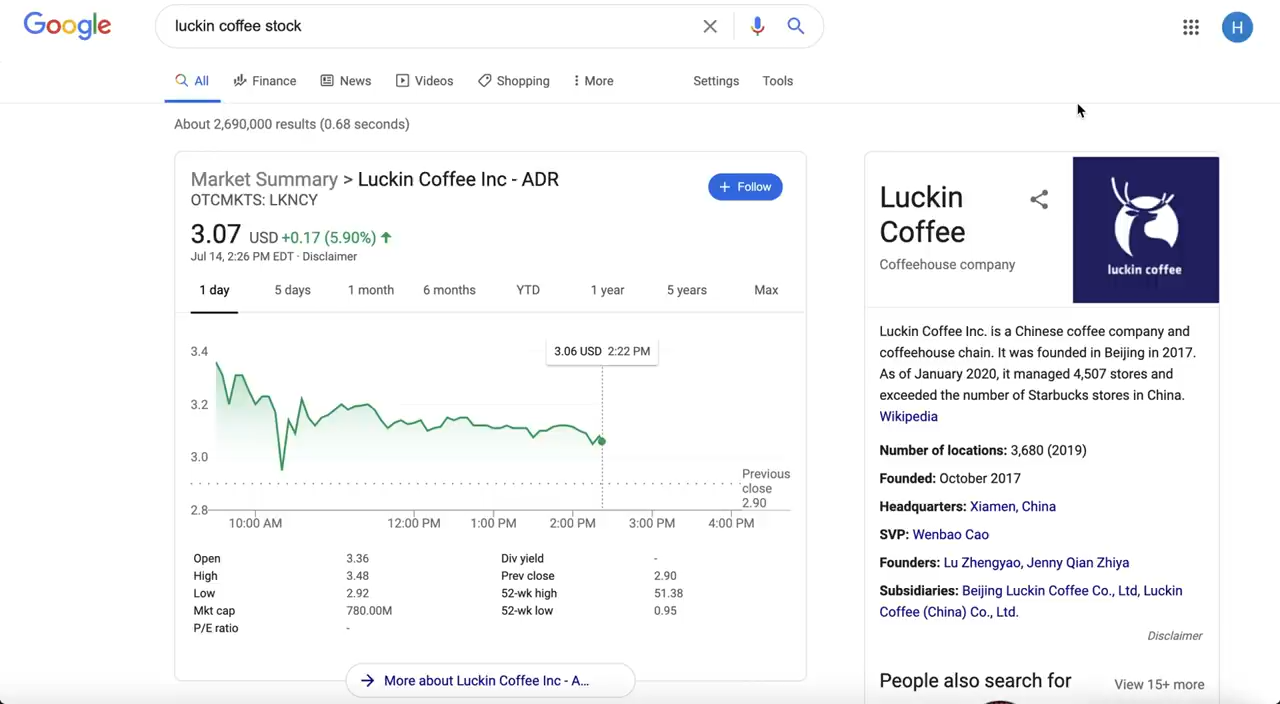 Google
luckin coffee stock
H
All
Finance
News
Videos
Shopping
More
Settings
Tools
About 2,690,000 results (0.68 seconds)
Market Summary > Luckin Coffee Inc - ADR
OTCMKTS: LKNCY
+ Follow
3.07 USD +0.17 (5.90%)
Jul 14, 2:26 PM EDT · Disclaimer
1 day
5 days
1 month
6 months
YTD
1 year
5 years
Max
3.06 USD 2:22 PM
3.4
3.2
3.0
2.8
Previous
close
2.90
10:00 AM
12:00 PM
1:00 PM
2:00 PM
3:00 PM
4:00 PM
Open 3.36
High 3.48
Low 2.92
Mkt cap 780.00M
P/E ratio -
Div yield -
Prev close 2.90
52-wk high 51.38
52-wk low 0.95
More about Luckin Coffee Inc - A...
Luckin
Coffee
Coffeehouse company
luckin coffee
Luckin Coffee Inc. is a Chinese coffee company and
coffeehouse chain. It was founded in Beijing in 2017.
As of January 2020, it managed 4,507 stores and
exceeded the number of Starbucks stores in China.
Wikipedia
Number of locations: 3,680 (2019)
Founded: October 2017
Headquarters: Xiamen, China
SVP: Wenbao Cao
Founders: Lu Zhengyao, Jenny Qian Zhiya
Subsidiaries: Beijing Luckin Coffee Co., Ltd, Luckin
Coffee (China) Co., Ltd.
Disclaimer
People also search for
View 15+ more